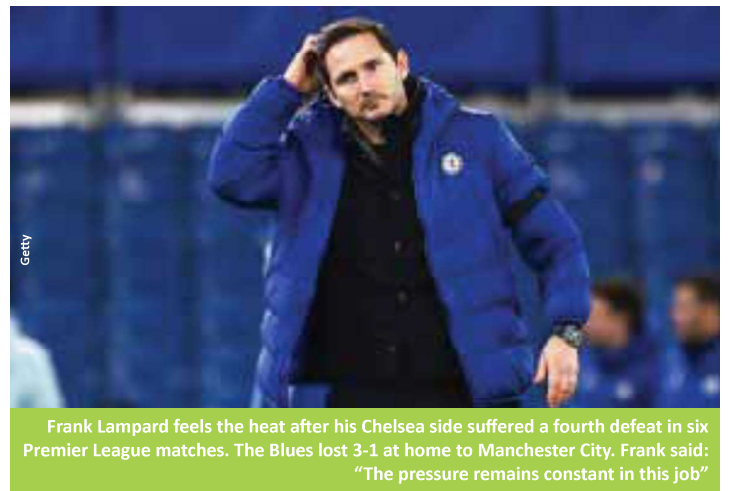 Getty
Frank Lampard feels the heat after his Chelsea side suffered a fourth defeat in six
Premier League matches. The Blues lost 3-1 at home to Manchester City. Frank said:
“The pressure remains constant in this job”